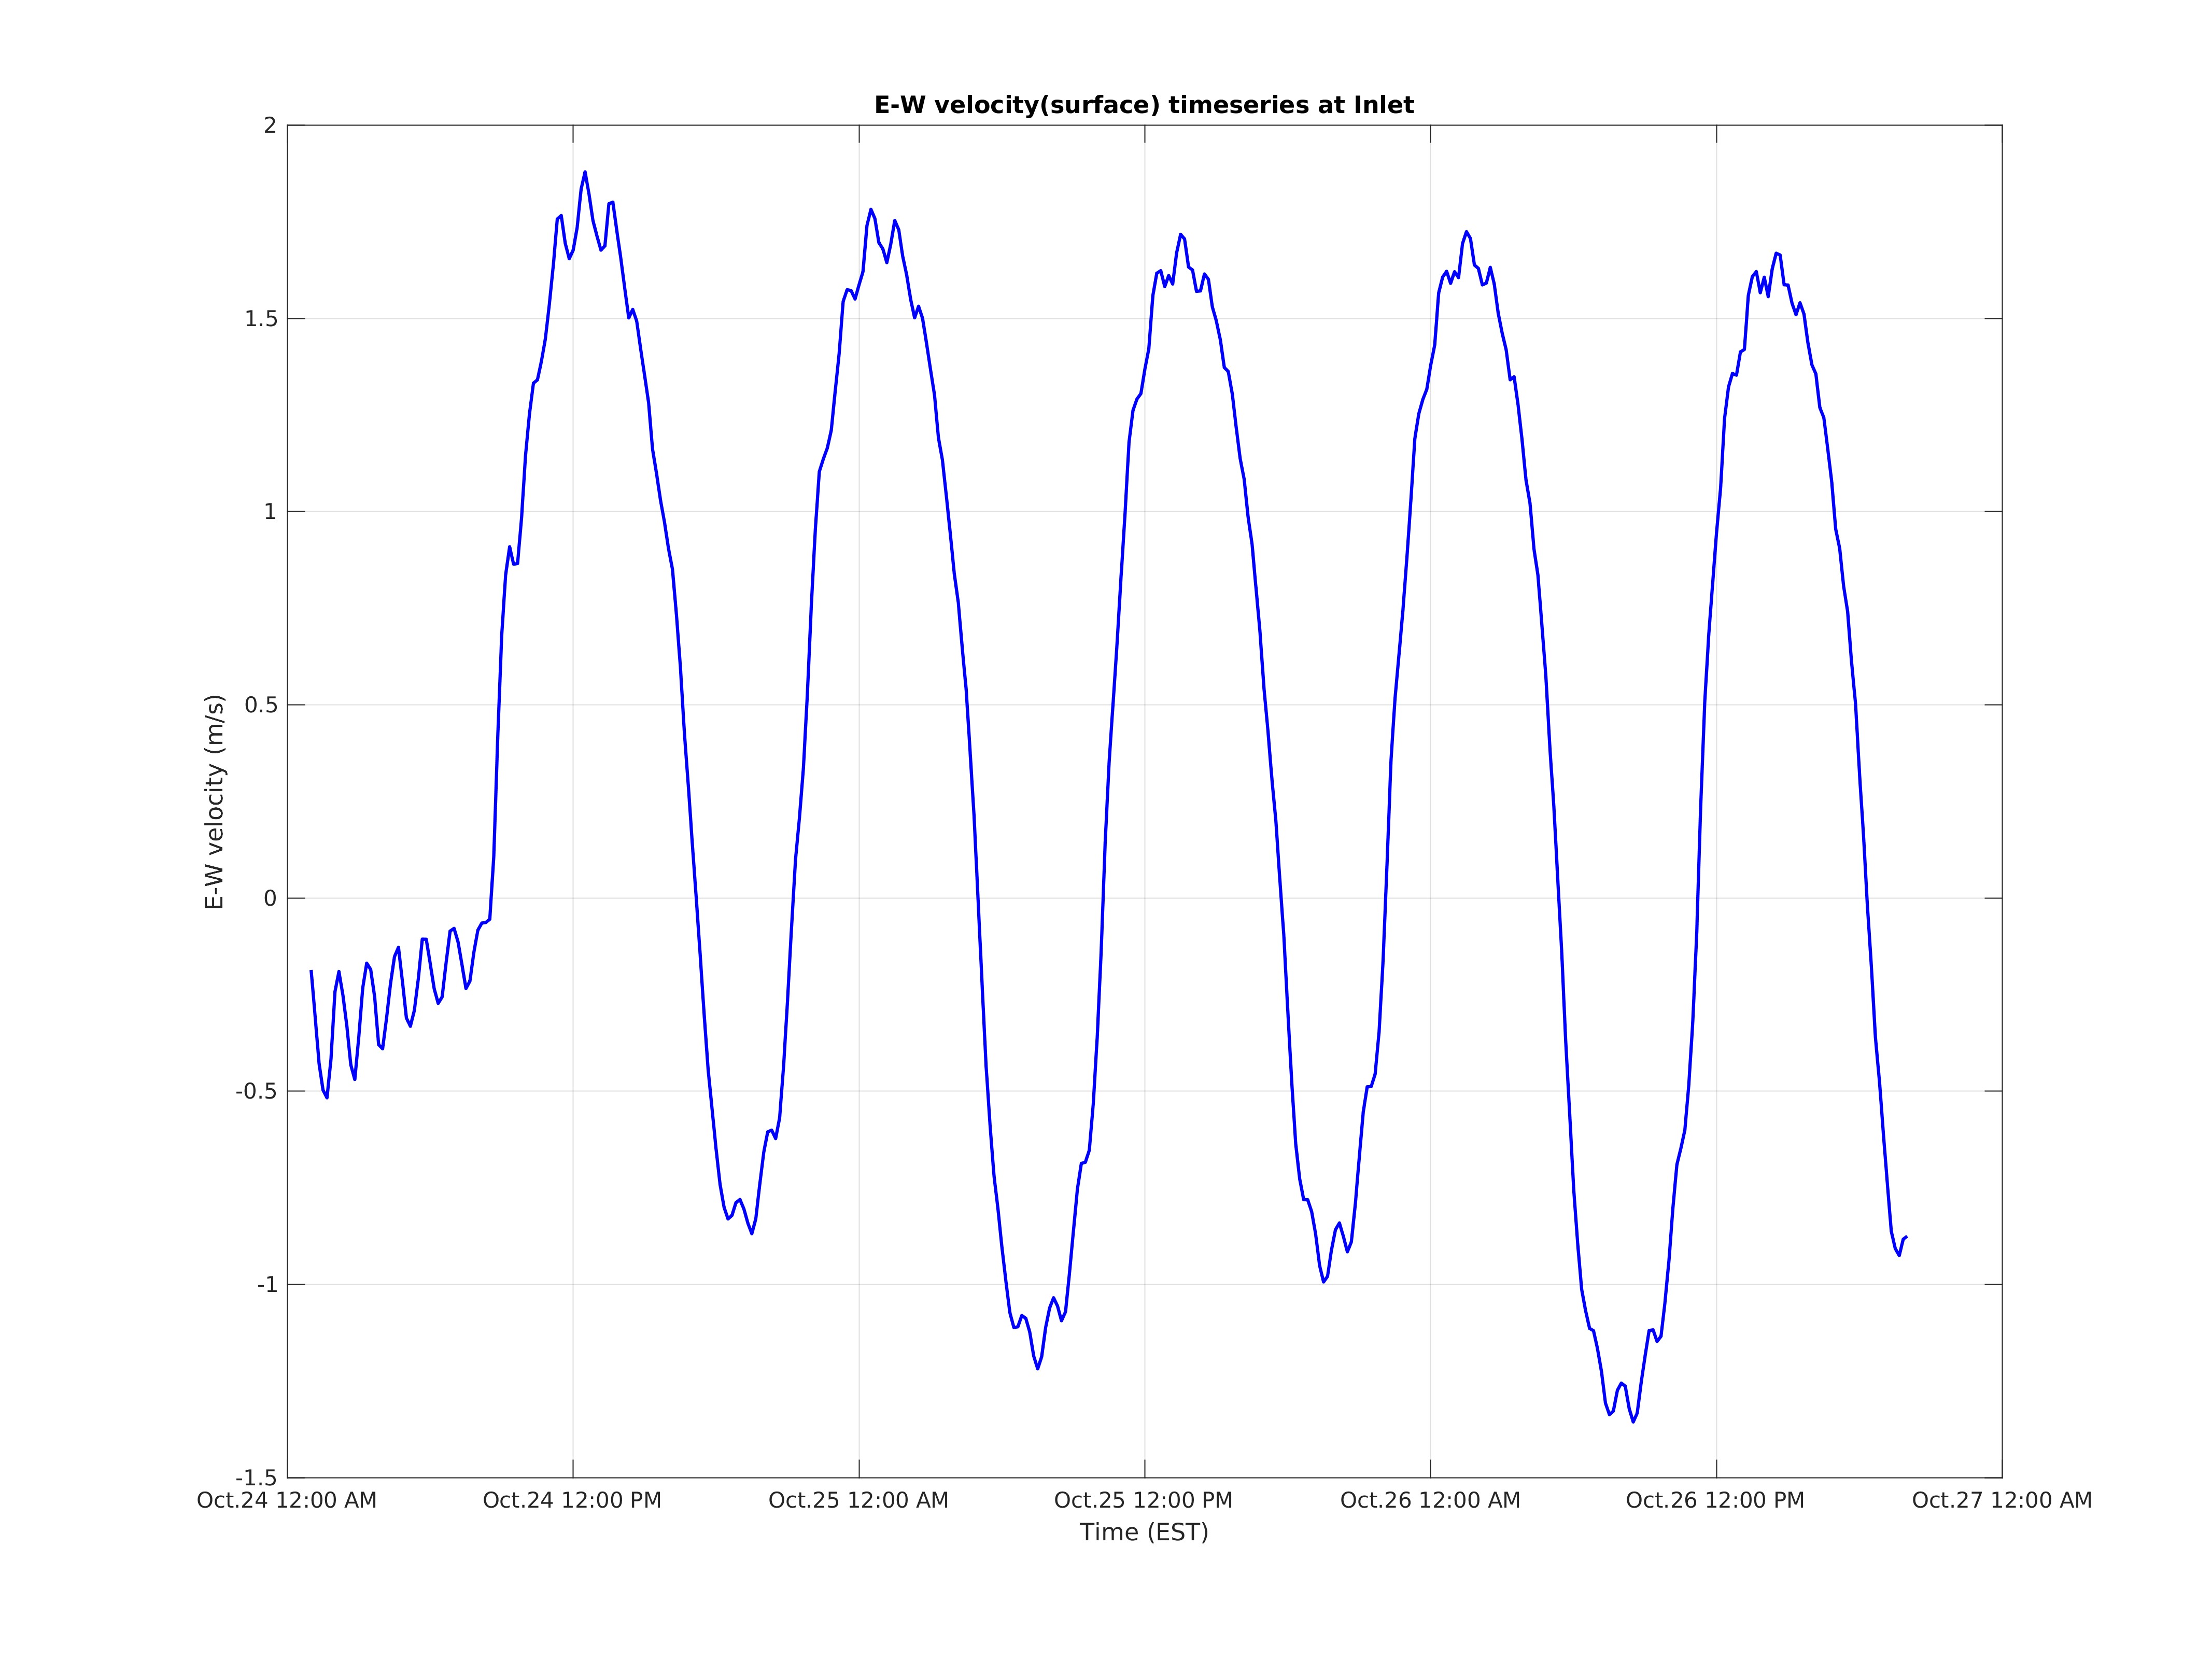 E-W velocity(surface) timeseries at Inlet
2
1.5
1
0.5
0
-0.5
-1
-1.5
E-W velocity (m/s)
Oct.24 12:00 AM Oct.24 12:00 PM Oct.25 12:00 AM Oct.25 12:00 PM Oct.26 12:00 AM Oct.26 12:00 PM Oct.27 12:00 AM
Time (EST)